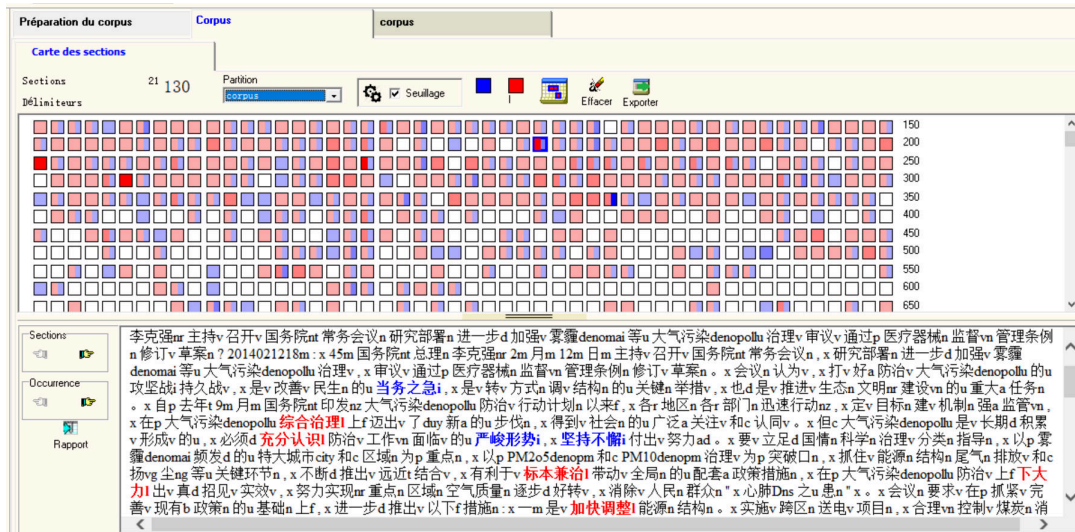 Préparation du corpus
Corpus
corpus
Carte des sections
Sections 21 130
Délimiteurs
Partition
corpus
Seuillage
Effacer
Exporter
150
200
250
300
350
400
450
500
550
600
650
Sections
Occurrence
Rapport
李克强nr 主持v 召开v 国务院nt 常务会议n 研究部署n 进一步d 加强v 雾霾denomai 等u 大气污染denopollu 治理v 审议v 通过p 医疗器械n 监督vn 管理条例
n 修订v 草案n ? 2014021218m : x 45m 国务院nt 总理n 李克强nr 2m 月m 12m 日m 主持v 召开v 国务院nt 常务会议n , x 研究部署n 进一步d 加强v 雾霾
denomai 等u 大气污染denopollu 治理v , x 审议v 通过p 医疗器械n 监督vn 管理条例n 修订v 草案n 。x 会议n 认为v , x 打v 好a 防治v 大气污染denopollu 的u
攻坚战i 持久战v , x 是v 改善v 民生n 的u 当务之急i , x 是v 转v 方式n 调v 结构n 的u 关键n 举措v , x 也d 是v 推进v 生态n 文明nr 建设vn 的u 重大a 任务n
。x 自p 去年t 9m 月m 国务院nt 印发nz 大气污染denopollu 防治v 行动计划n 以来f , x 各r 地区n 各r 部门n 迅速行动nz , x 定v 目标n 建v 机制n 强a 监管vn ,
x 在p 大气污染denopollu 综合治理l 上f 迈出v 了duy 新a 的u 步伐n , x 得到v 社会n 的u 广泛a 关注v 和c 认同v 。x 但c 大气污染denopollu 是v 长期d 积累
v 形成v 的u , x 必须d 充分认识l 防治v 工作vn 面临v 的u 严峻形势i , x 坚持不懈i 付出v 努力ad 。x 要v 立足d 国情n 科学n 治理v 分类n 指导n , x 以p 雾
霾denomai 频发d 的u 特大城市n 和c 区域n 为p 重点n , x 以p PM2o5denopm 和c PM10denopm 治理v 为p 突破口n , x 抓住v 能源n 结构n 尾气n 排放v 和c
扬vg 尘ng 等u 关键环节n , x 不断d 推出v 远近t 结合v , x 有利于v 标本兼治l 带动v 全局n 的u 配套a 政策措施n , x 在p 大气污染denopollu 防治v 上f 下大
力l 出v 真d 招见v 实效v , x 努力实现nr 重点n 区域n 空气质量n 逐步d 好转v , x 消除v 人民n 群众n " x 心肺Dns 之u 患n " x 。x 会议n 要求v 在p 抓紧v 完
善v 现有b 政策n 的u 基础n 上f , x 进一步d 推出v 以下f 措施n : x 一m 是v 加快调整l 能源n 结构n 。x 实施v 跨区n 送电v 项目n , x 合理vn 控制v 煤炭n 消